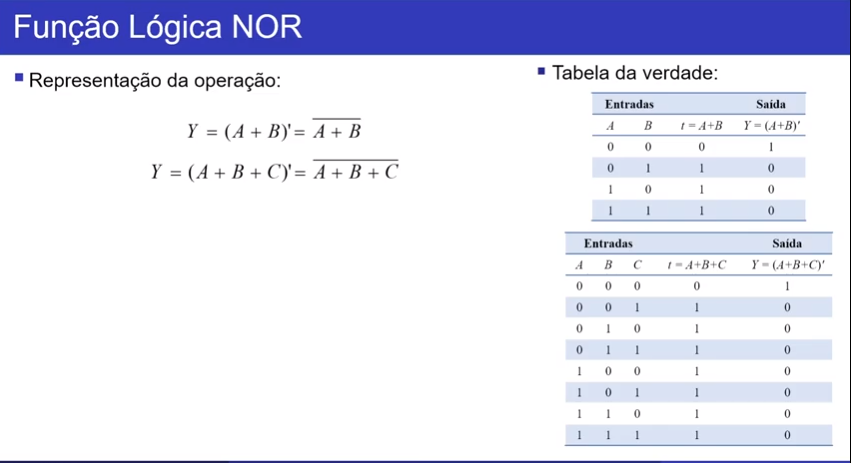 Função Lógica NOR
▪ Representação da operação:
Y = (A + B)'= A + B
Y = (A + B + C)'= A + B + C
▪ Tabela da verdade:
Entradas Saída
A B t = A+B Y = (A+B)'
0 0 0 1
0 1 1 0
1 0 1 0
1 1 1 0
Entradas Saída
A B C t = A+B+C Y = (A+B+C)'
0 0 0 0 1
0 0 1 1 0
0 1 0 1 0
0 1 1 1 0
1 0 0 1 0
1 0 1 1 0
1 1 0 1 0
1 1 1 1 0